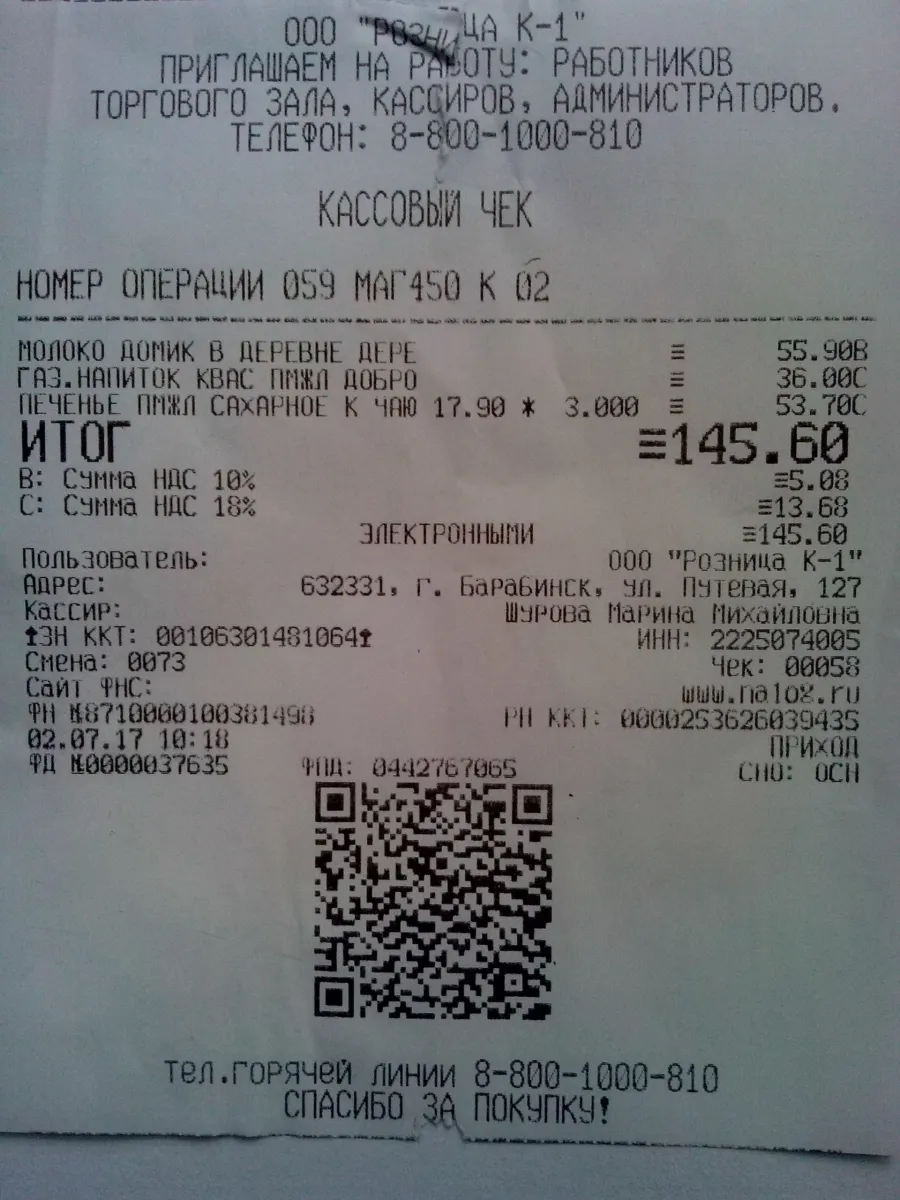 ООО "РОЗНИЦА К-1"
ПРИГЛАШАЕМ НА РАБОТУ: РАБОТНИКОВ
ТОРГОВОГО ЗАЛА, КАССИРОВ, АДМИНИСТРАТОРОВ.
ТЕЛЕФОН: 8-800-1000-810
КАССОВЫЙ ЧЕК
НОМЕР ОПЕРАЦИИ 059 МАГ450 К 02
МОЛОКО ДОМИК В ДЕРЕВНЕ ДЕРЕ ≡ 55.90В
ГАЗ.НАПИТОК КВАС ПМЖЛ ДОБРО ≡ 36.00С
ПЕЧЕНЬЕ ПМЖЛ САХАРНОЕ К ЧАЮ 17.90 * 3.000 ≡ 53.70С
ИТОГ ≡145.60
В: Сумма НДС 10% ≡5.08
С: Сумма НДС 18% ≡13.68
ЭЛЕКТРОННЫМИ ≡145.60
Пользователь: ООО "Розница К-1"
Адрес: 632331, г. Барабинск, ул. Путевая, 127
Кассир: Шурова Марина Михайловна
ЗН ККТ: 00106301481064 ИНН: 2225074005
Смена: 0073 Чек: 00058
Сайт ФНС: www.nalog.ru
ФН №8710000100381498 РН ККТ: 0000253626039435
02.07.17 10:18 ПРИХОД
ФД №0000037635 ФПД: 0442767065 СНО: ОСН
тел.горячей линии 8-800-1000-810
СПАСИБО ЗА ПОКУПКУ!